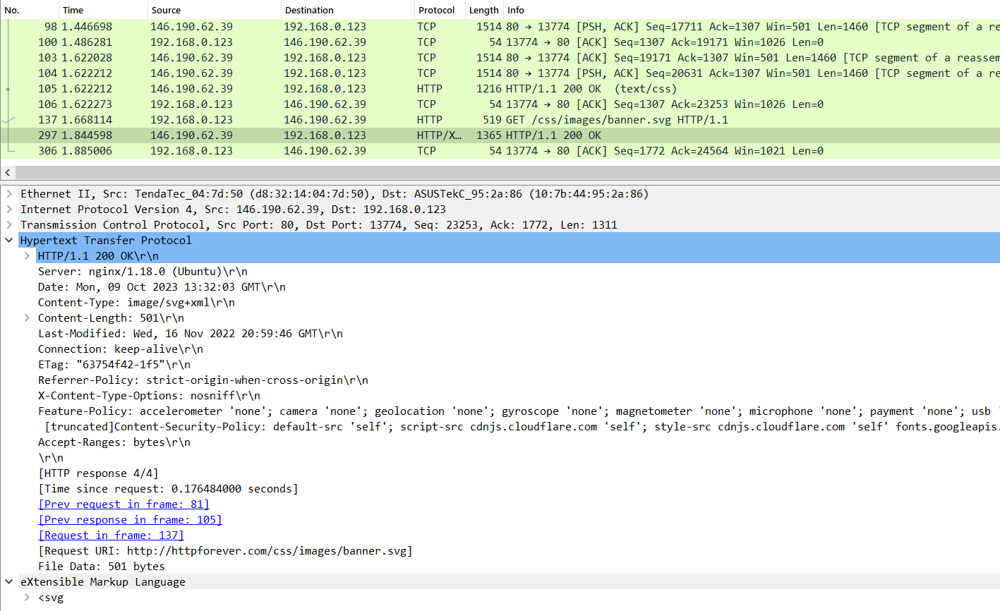 No. Time Source Destination Protocol Length Info
98 1.446698 146.190.62.39 192.168.0.123 TCP 1514 80 → 13774 [PSH, ACK] Seq=17711 Ack=1307 Win=501 Len=1460 [TCP segment of a re
100 1.486281 192.168.0.123 146.190.62.39 TCP 54 13774 → 80 [ACK] Seq=1307 Ack=19171 Win=1026 Len=0
103 1.622028 146.190.62.39 192.168.0.123 TCP 1514 80 → 13774 [ACK] Seq=19171 Ack=1307 Win=501 Len=1460 [TCP segment of a reassem
104 1.622212 146.190.62.39 192.168.0.123 TCP 1514 80 → 13774 [PSH, ACK] Seq=20631 Ack=1307 Win=501 Len=1460 [TCP segment of a re
105 1.622212 146.190.62.39 192.168.0.123 HTTP 1216 HTTP/1.1 200 OK (text/css)
106 1.622273 192.168.0.123 146.190.62.39 TCP 54 13774 → 80 [ACK] Seq=1307 Ack=23253 Win=1026 Len=0
137 1.668114 192.168.0.123 146.190.62.39 HTTP 519 GET /css/images/banner.svg HTTP/1.1
297 1.844598 146.190.62.39 192.168.0.123 HTTP/X… 1365 HTTP/1.1 200 OK
306 1.885006 192.168.0.123 146.190.62.39 TCP 54 13774 → 80 [ACK] Seq=1772 Ack=24564 Win=1021 Len=0
Ethernet II, Src: TendaTec_04:7d:50 (d8:32:14:04:7d:50), Dst: ASUSTekC_95:2a:86 (10:7b:44:95:2a:86)
Internet Protocol Version 4, Src: 146.190.62.39, Dst: 192.168.0.123
Transmission Control Protocol, Src Port: 80, Dst Port: 13774, Seq: 23253, Ack: 1772, Len: 1311
Hypertext Transfer Protocol
HTTP/1.1 200 OK\r\n
Server: nginx/1.18.0 (Ubuntu)\r\n
Date: Mon, 09 Oct 2023 13:32:03 GMT\r\n
Content-Type: image/svg+xml\r\n
Content-Length: 501\r\n
Last-Modified: Wed, 16 Nov 2022 20:59:46 GMT\r\n
Connection: keep-alive\r\n
ETag: "63754f42-1f5"\r\n
Referrer-Policy: strict-origin-when-cross-origin\r\n
X-Content-Type-Options: nosniff\r\n
Feature-Policy: accelerometer 'none'; camera 'none'; geolocation 'none'; gyroscope 'none'; magnetometer 'none'; microphone 'none'; payment 'none'; usb '
[truncated]Content-Security-Policy: default-src 'self'; script-src cdnjs.cloudflare.com 'self'; style-src cdnjs.cloudflare.com 'self' fonts.googleapis.
Accept-Ranges: bytes\r\n
\r\n
[HTTP response 4/4]
[Time since request: 0.176484000 seconds]
[Prev request in frame: 81]
[Prev response in frame: 105]
[Request in frame: 137]
[Request URI: http://httpforever.com/css/images/banner.svg]
File Data: 501 bytes
eXtensible Markup Language
<svg